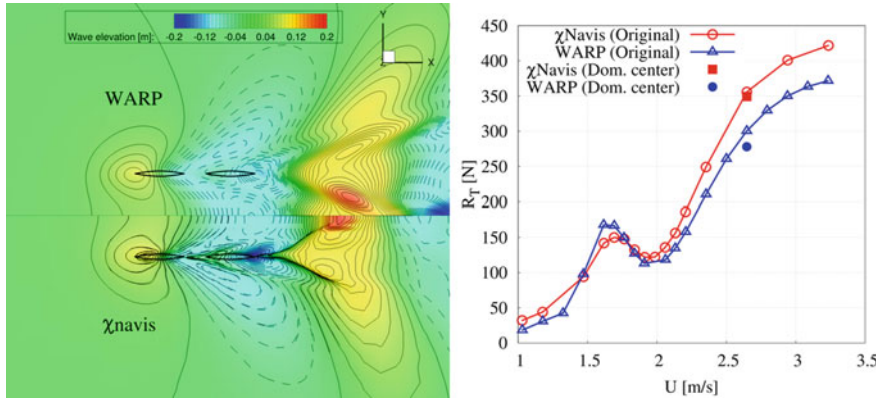 Wave elevation [m]: -0.2 -0.12 -0.04 0.04 0.12 0.2
Y
Z X
WARP
χnavis
450
400
350
300
250
200
150
100
50
0
R_T [N]
χNavis (Original)
WARP (Original)
χNavis (Dom. center)
WARP (Dom. center)
1 1.5 2 2.5 3 3.5
U [m/s]